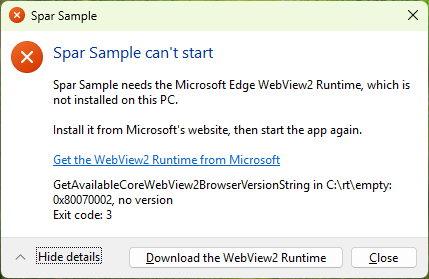 Spar Sample
Spar Sample can't start
Spar Sample needs the Microsoft Edge WebView2 Runtime, which is
not installed on this PC.
Install it from Microsoft's website, then start the app again.
Get the WebView2 Runtime from Microsoft
GetAvailableCoreWebView2BrowserVersionString in C:\rt\empty:
0x80070002, no version
Exit code: 3
Hide details
Download the WebView2 Runtime
Close